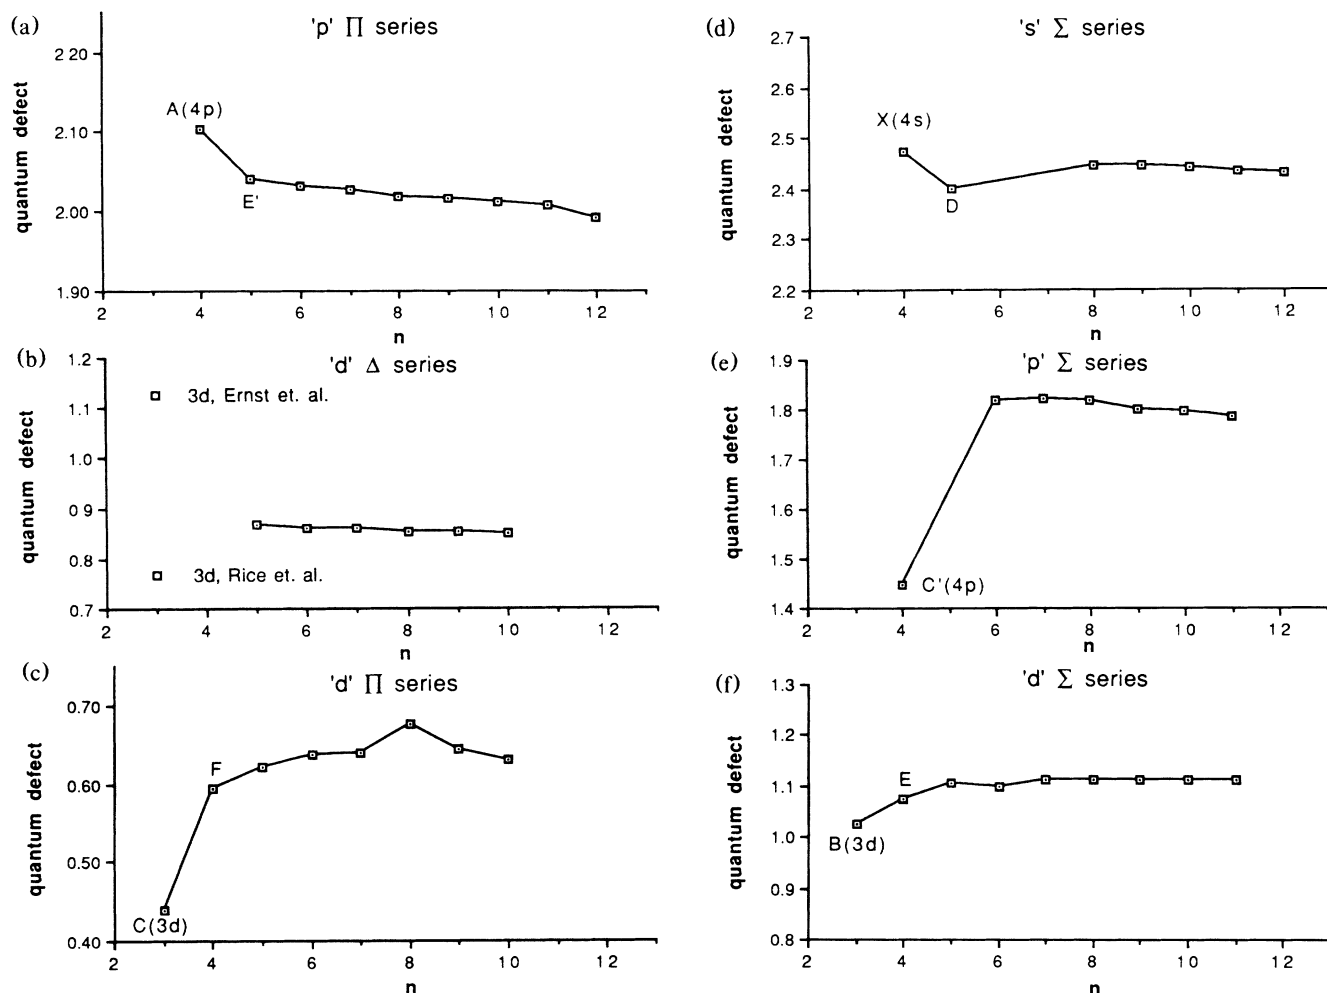 (a)
'p' Π series
quantum defect
2.20
2.10
2.00
1.90
A(4p)
E'
2 4 6 8 10 12
n
(b)
'd' Δ series
quantum defect
1.2
1.1
1.0
0.9
0.8
0.7
3d, Ernst et. al.
3d, Rice et. al.
2 4 6 8 10 12
n
(c)
'd' Π series
quantum defect
0.70
0.60
0.50
0.40
F
C(3d)
2 4 6 8 10 12
n
(d)
's' Σ series
quantum defect
2.7
2.6
2.5
2.4
2.3
2.2
X(4s)
D
2 4 6 8 10 12
n
(e)
'p' Σ series
quantum defect
1.9
1.8
1.7
1.6
1.5
1.4
C'(4p)
2 4 6 8 10 12
n
(f)
'd' Σ series
quantum defect
1.3
1.2
1.1
1.0
0.9
0.8
E
B(3d)
2 4 6 8 10 12
n